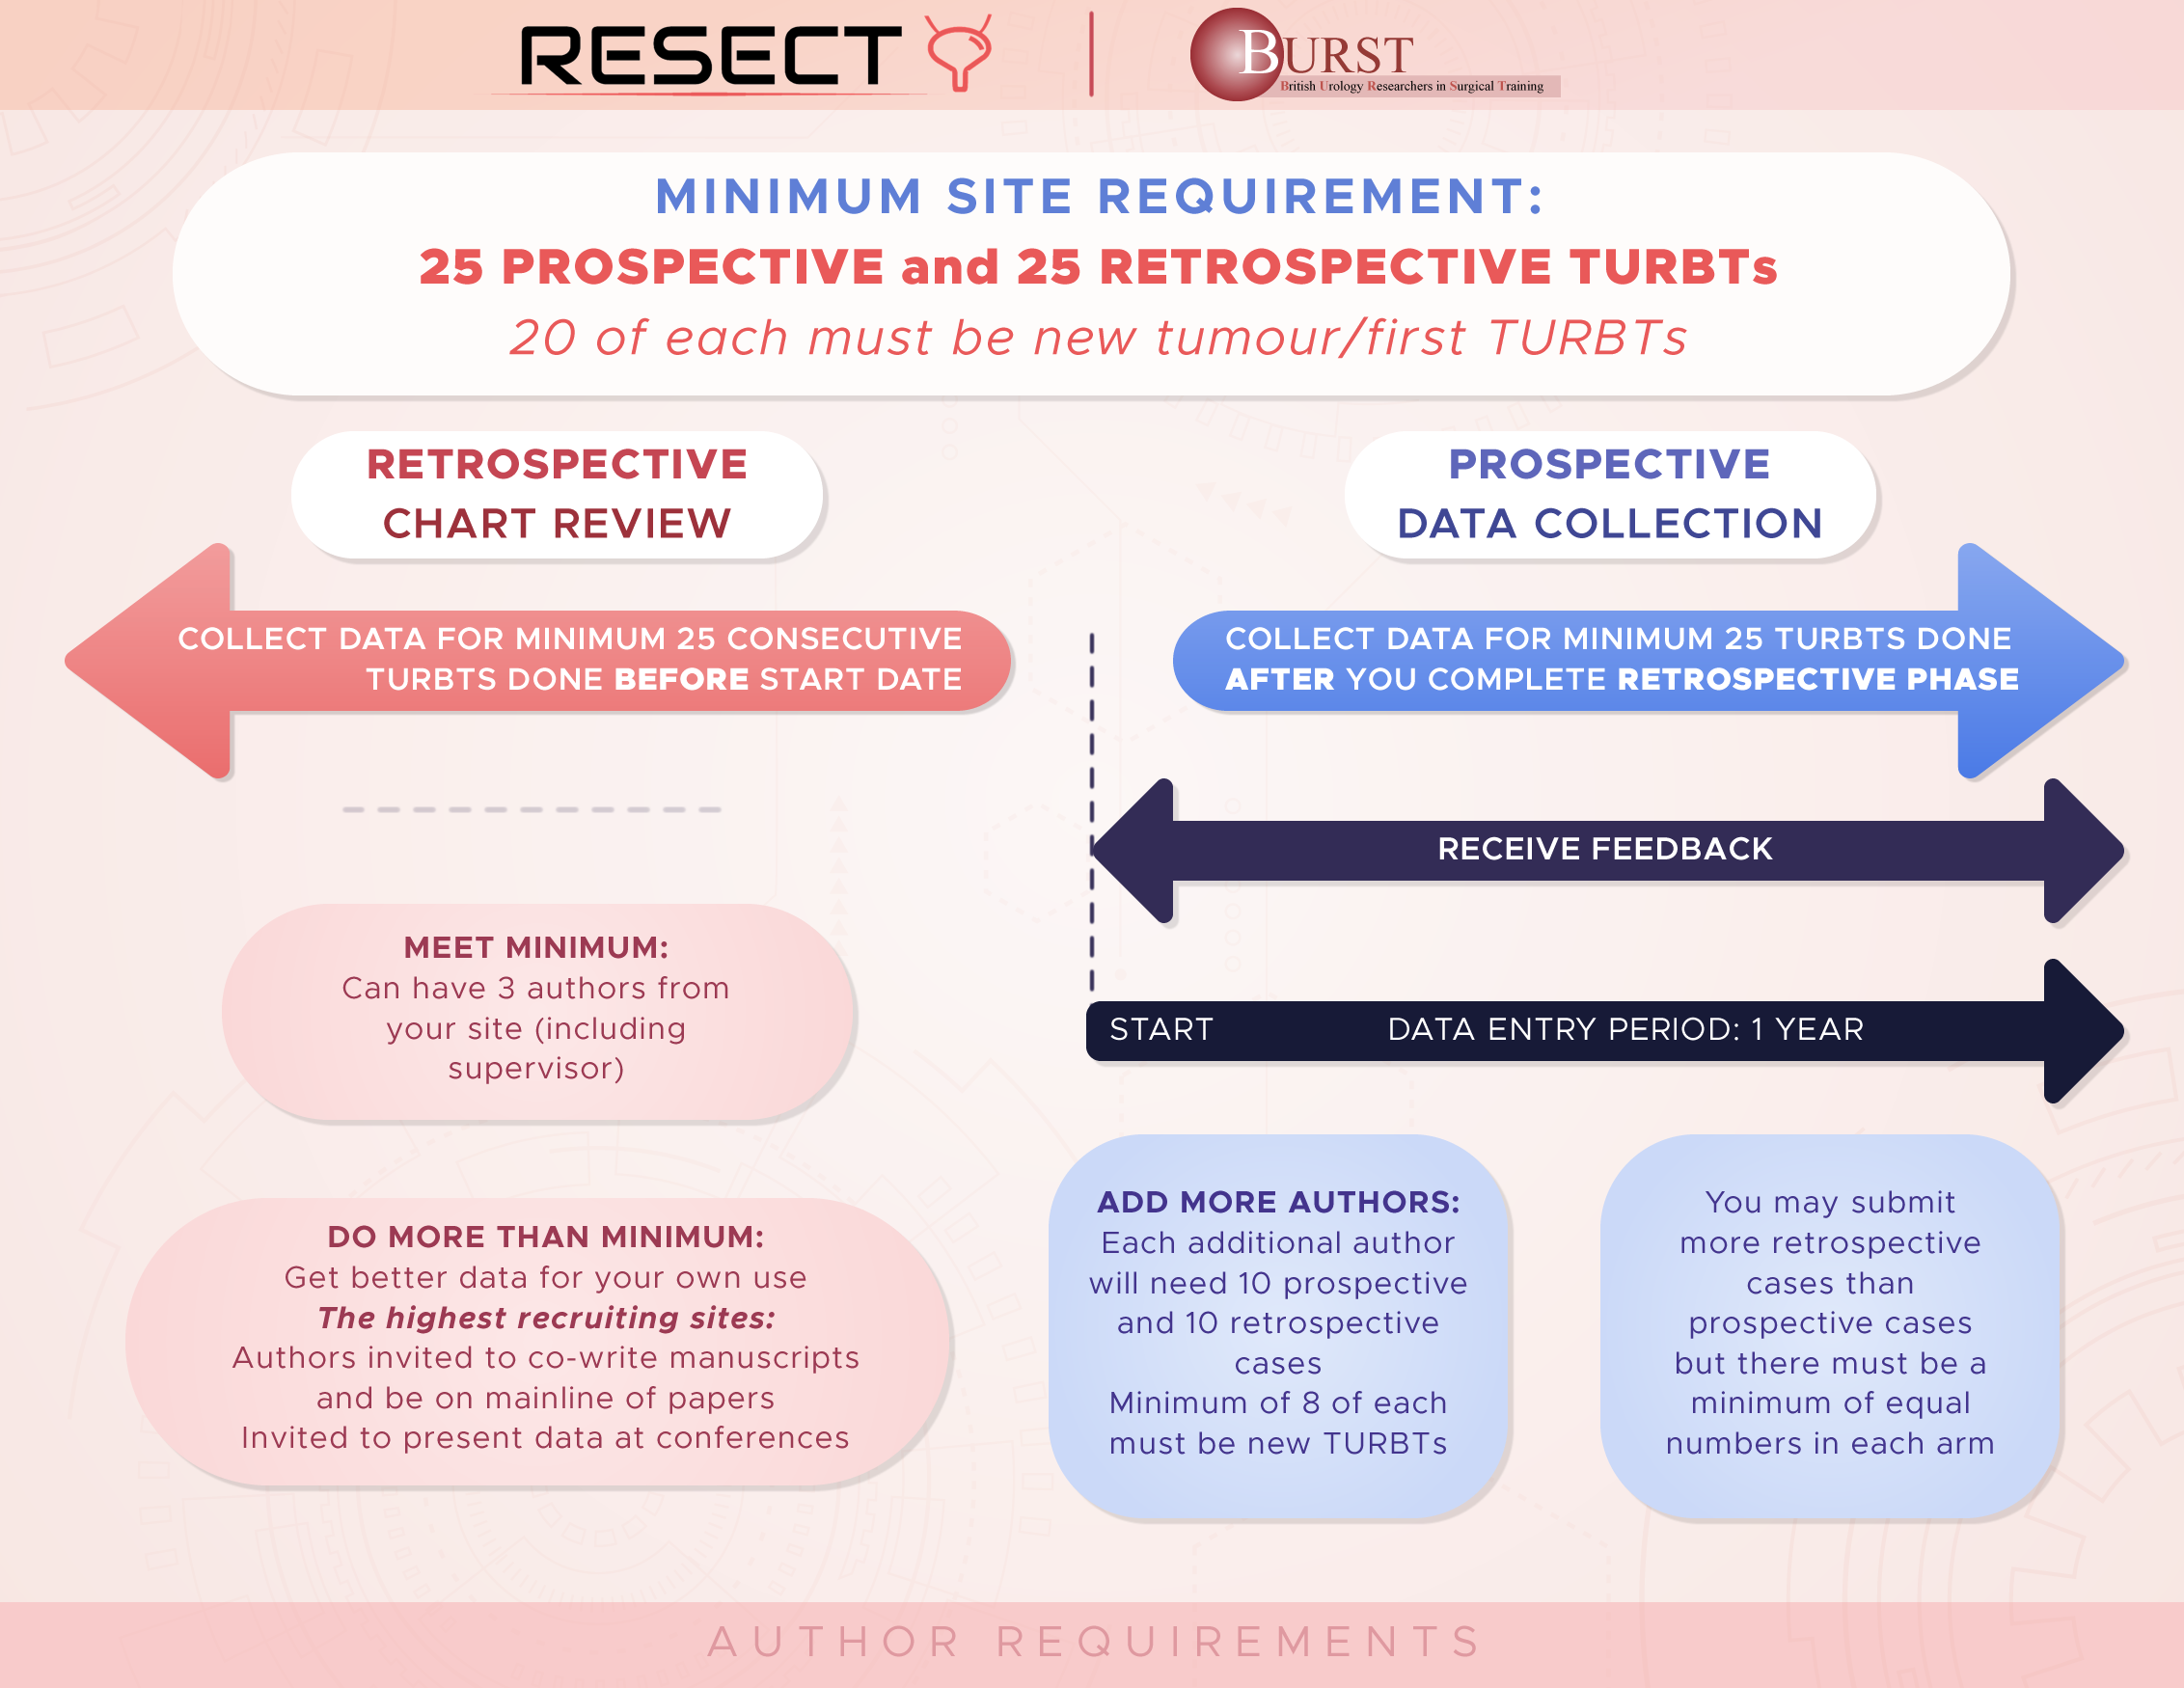 RESECT
BURST
British Urology Researchers in Surgical Training
MINIMUM SITE REQUIREMENT:
25 PROSPECTIVE and 25 RETROSPECTIVE TURBTs
20 of each must be new tumour/first TURBTs
RETROSPECTIVE
CHART REVIEW
PROSPECTIVE
DATA COLLECTION
COLLECT DATA FOR MINIMUM 25 CONSECUTIVE
TURBTS DONE BEFORE START DATE
COLLECT DATA FOR MINIMUM 25 TURBTS DONE
AFTER YOU COMPLETE RETROSPECTIVE PHASE
RECEIVE FEEDBACK
START
DATA ENTRY PERIOD: 1 YEAR
MEET MINIMUM:
Can have 3 authors from
your site (including
supervisor)
DO MORE THAN MINIMUM:
Get better data for your own use
The highest recruiting sites:
Authors invited to co-write manuscripts
and be on mainline of papers
Invited to present data at conferences
ADD MORE AUTHORS:
Each additional author
will need 10 prospective
and 10 retrospective
cases
Minimum of 8 of each
must be new TURBTs
You may submit
more retrospective
cases than
prospective cases
but there must be a
minimum of equal
numbers in each arm
AUTHOR REQUIREMENTS